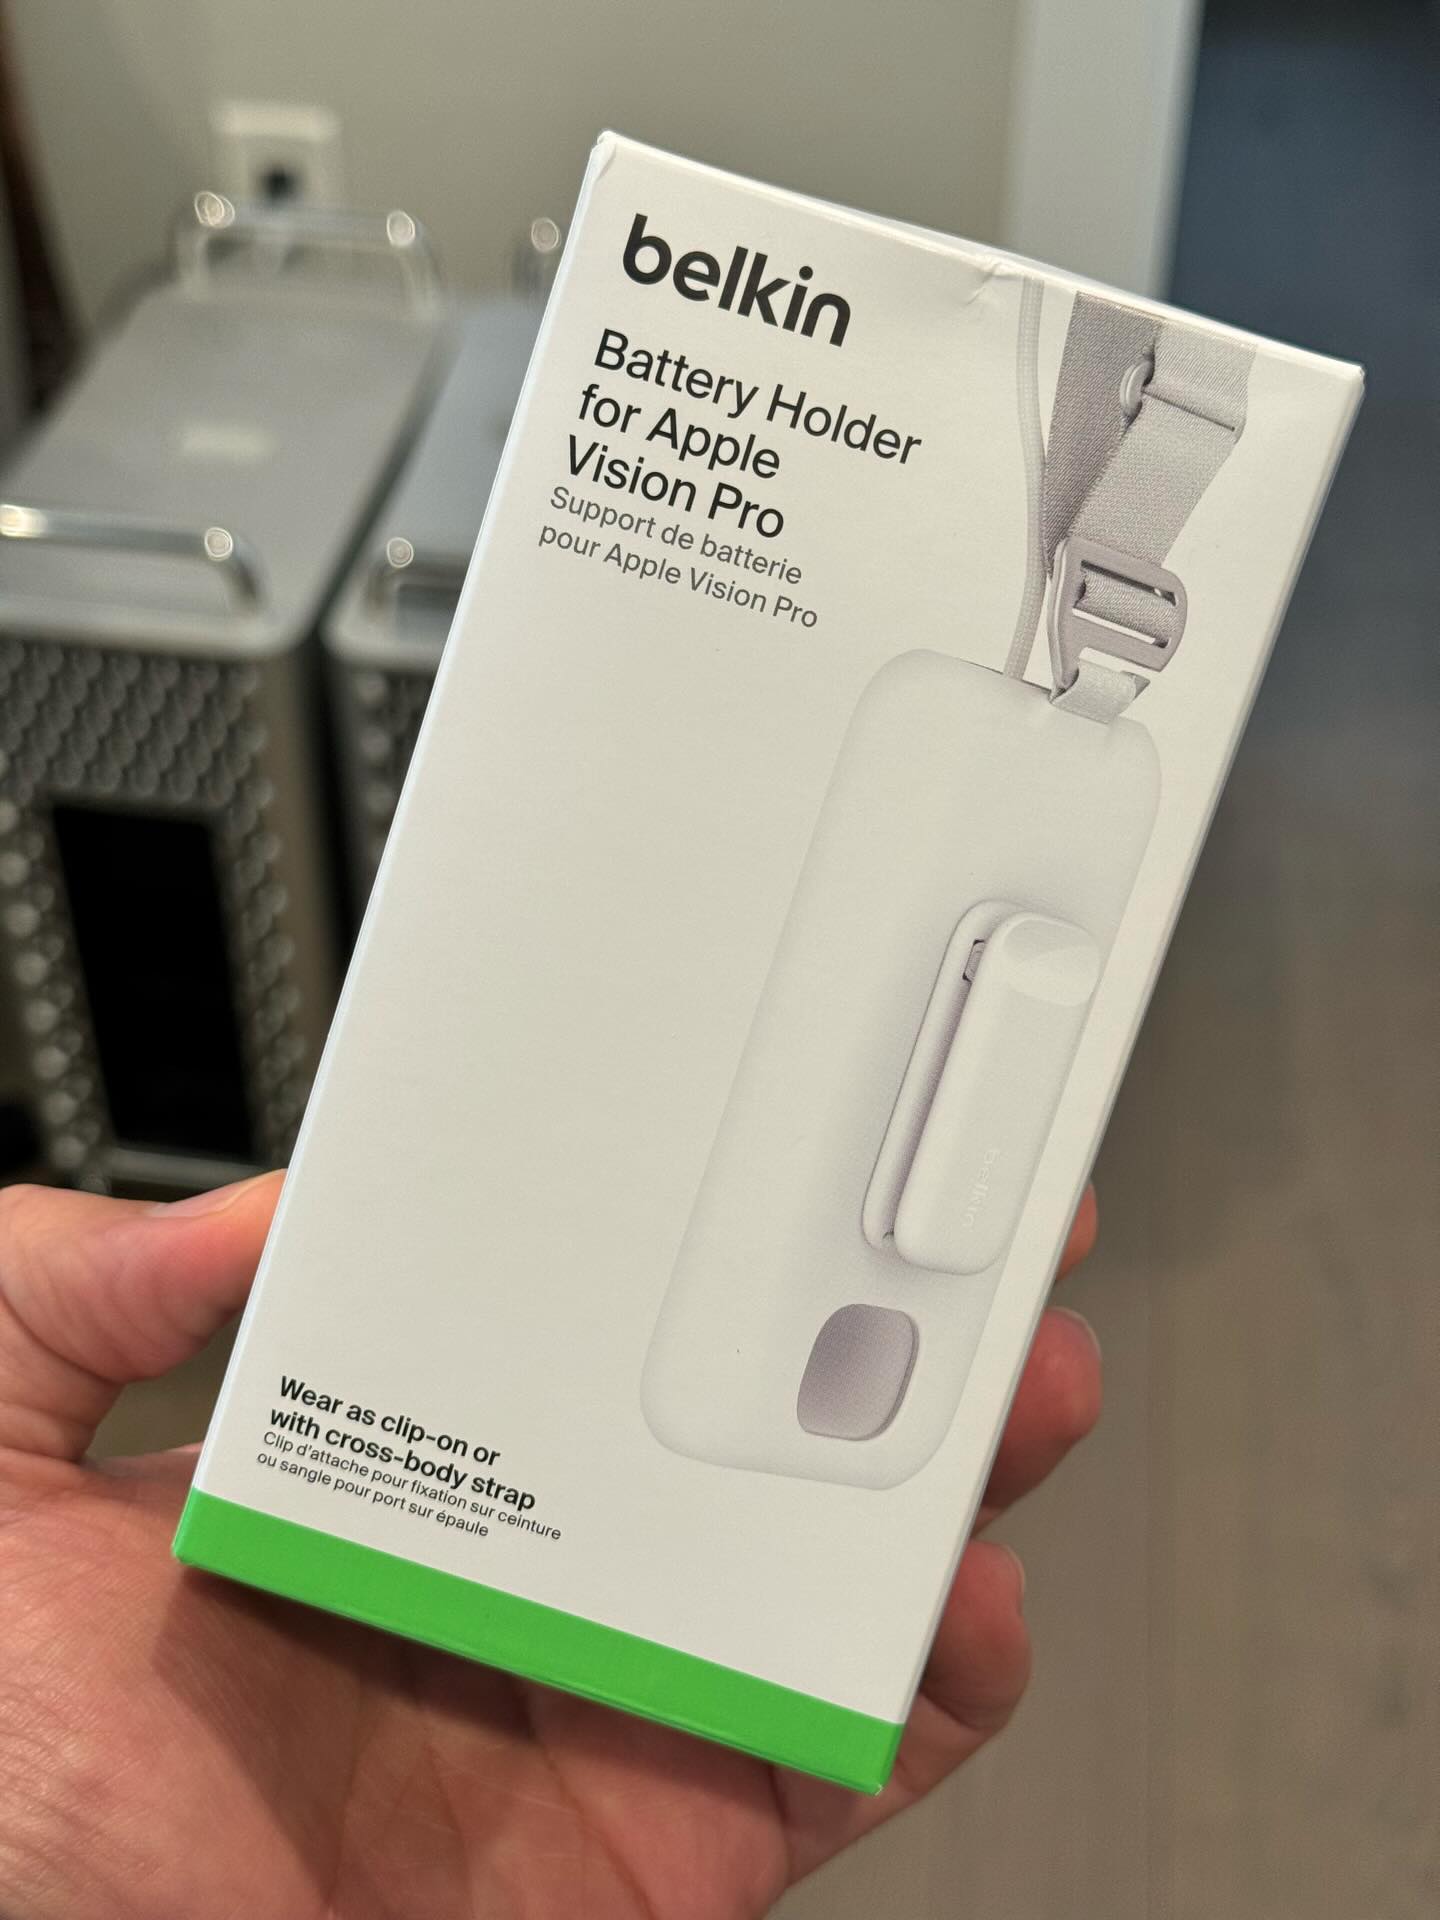 belkin
Battery Holder
for Apple
Vision Pro
Support de batterie
pour Apple Vision Pro
belkin
Wear as clip-on or
with cross-body strap
Clip d'attache pour fixation sur ceinture
ou sangle pour port sur épaule